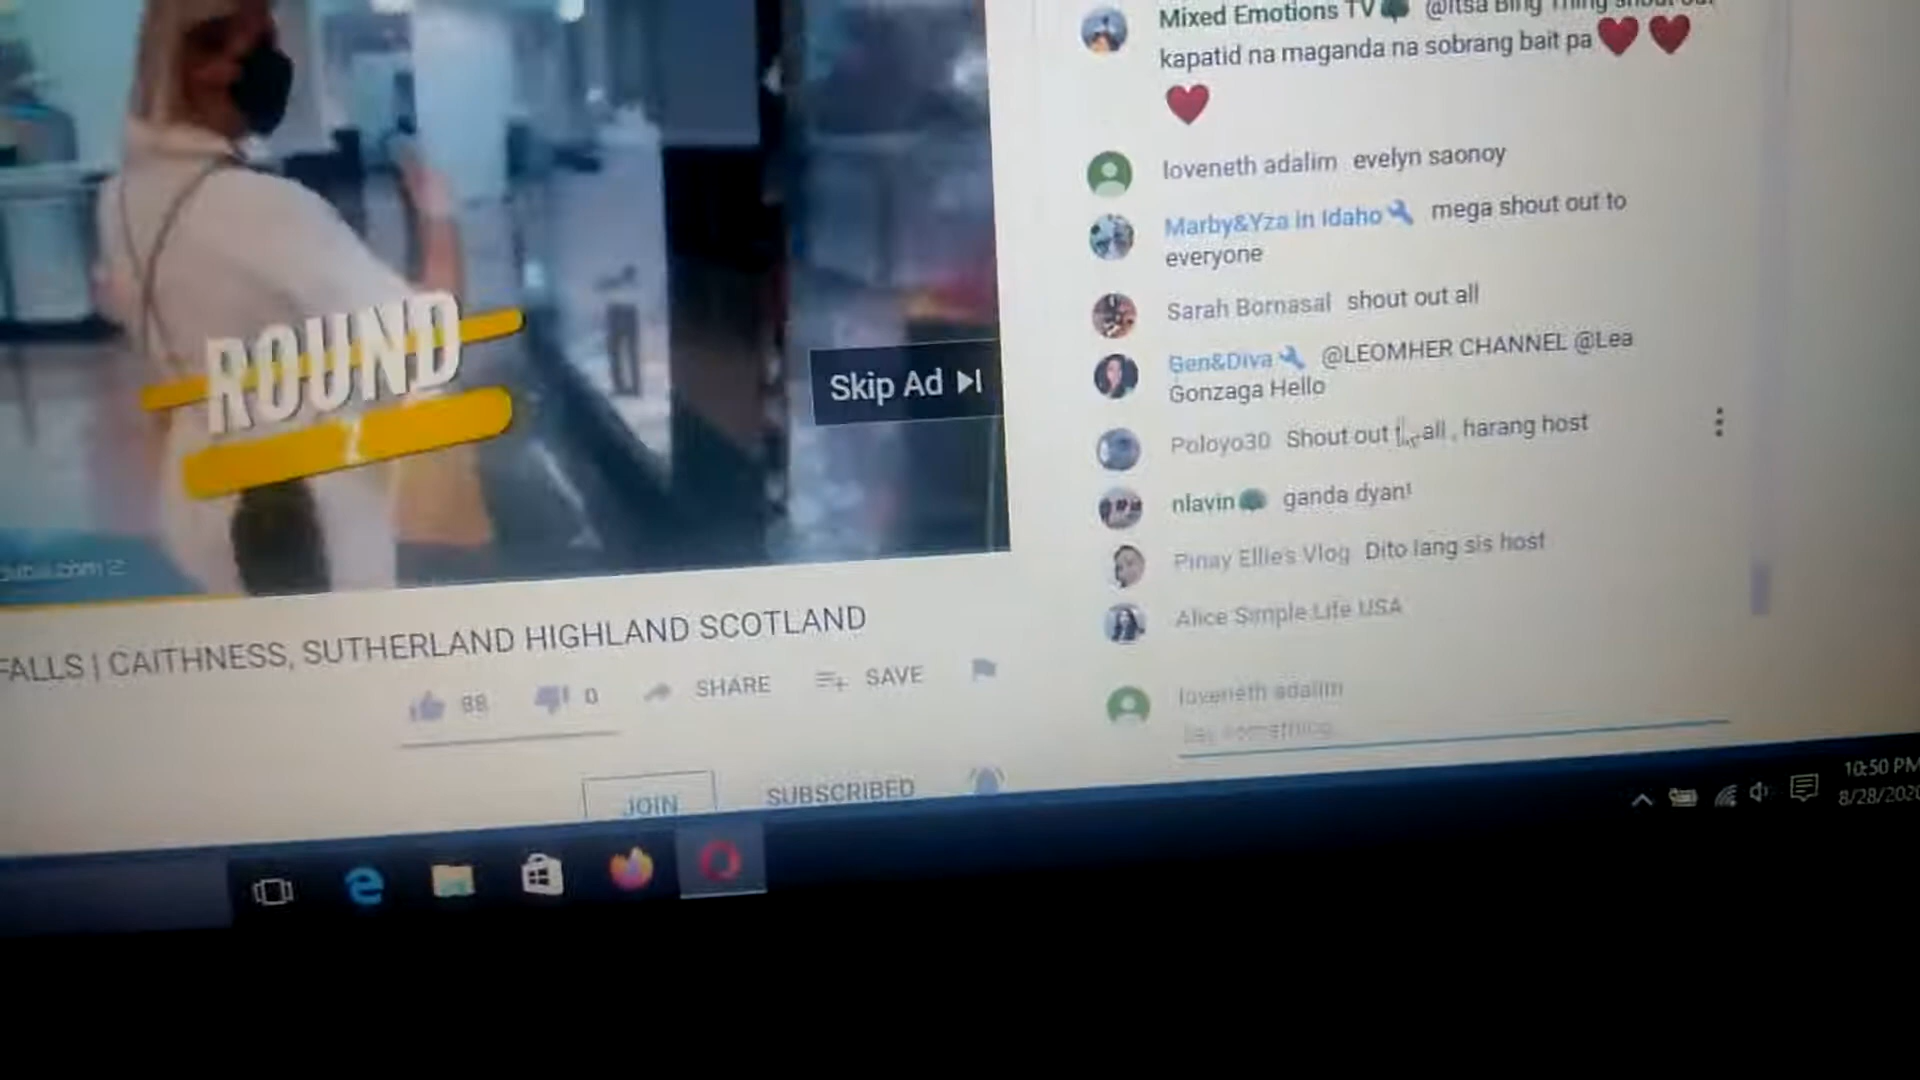 Mixed Emotions TV @Itsa Bing Thing shout out
kapatid na maganda na sobrang bait pa
loveneth adalim evelyn saonoy
Marby&Yza in Idaho mega shout out to
everyone
Sarah Bornasal shout out all
Gen&Diva @LEOMHER CHANNEL @Lea
Gonzaga Hello
Poloyo30 Shout out all , harang host
nlavin ganda dyan!
Pinay Ellie's Vlog Dito lang sis host
Alice Simple Life USA
loveneth adalim
Say something...
ROUND
2
Skip Ad
FALLS | CAITHNESS, SUTHERLAND HIGHLAND SCOTLAND
88 0 SHARE SAVE
JOIN SUBSCRIBED
10:50 PM
8/28/2020